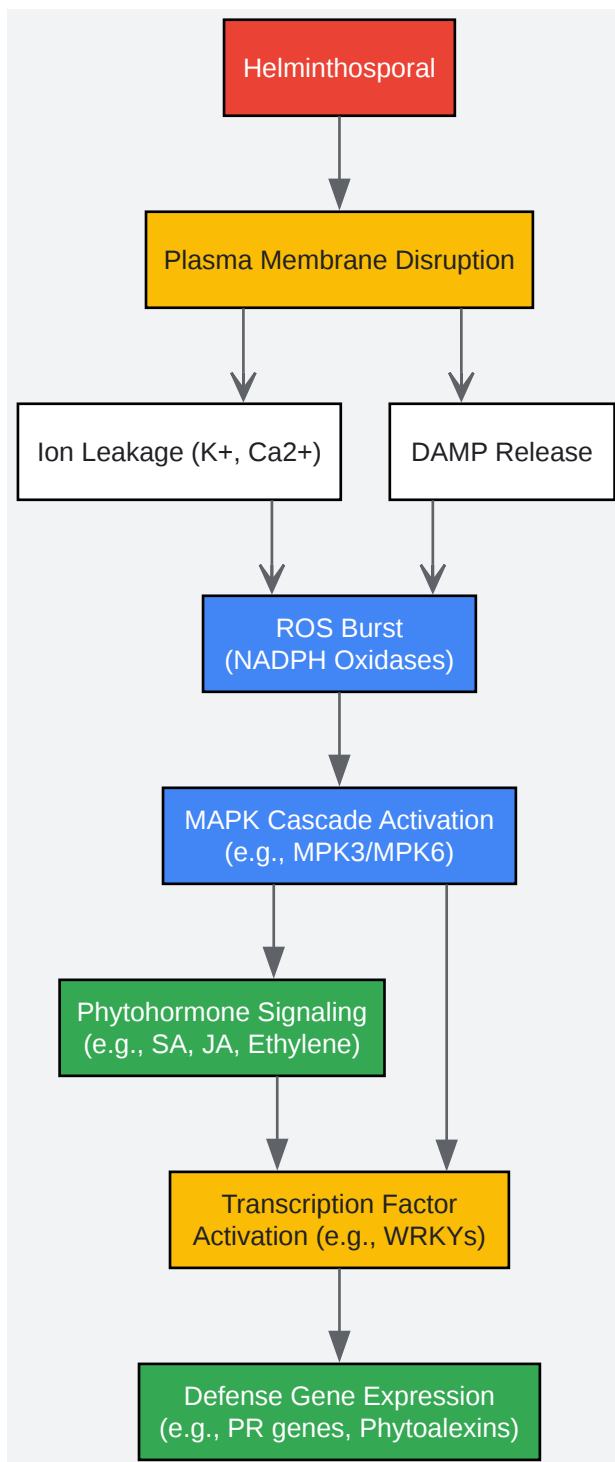 Helminthosporal
Plasma Membrane Disruption
Ion Leakage (K+, Ca2+)
DAMP Release
ROS Burst
(NADPH Oxidases)
MAPK Cascade Activation
(e.g., MPK3/MPK6)
Phytohormone Signaling
(e.g., SA, JA, Ethylene)
Transcription Factor
Activation (e.g., WRKYs)
Defense Gene Expression
(e.g., PR genes, Phytoalexins)